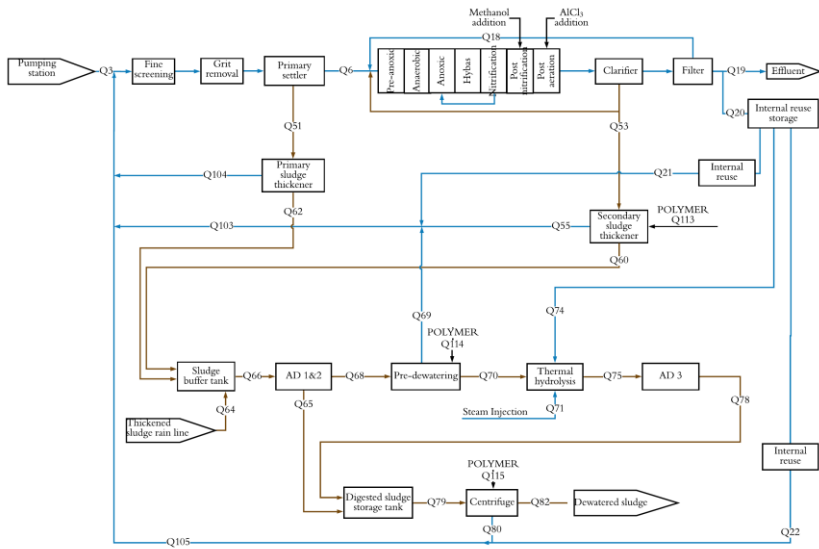 Methanol
addition
AlCl₃
addition
Q18
Pumping
station
Q3
Fine
screening
Grit
removal
Primary
settler
Q6
Pre-anoxic
Anaerobic
Anoxic
Hybas
Nitrification
Post
nitrification
Post
aeration
Clarifier
Filter
Q19
Effluent
Q20
Internal reuse
storage
Q51
Q53
Q104
Primary
sludge
thickener
Q21
Internal
reuse
Q62
Q103
Q55
Secondary
sludge
thickener
POLYMER
Q113
Q60
Q69
Q74
POLYMER
Q114
Sludge
buffer tank
Q66
AD 1&2
Q68
Pre-dewatering
Q70
Thermal
hydrolysis
Q75
AD 3
Q64
Q65
Steam Injection
Q71
Q78
Thickened
sludge rain line
POLYMER
Q115
Internal
reuse
Digested sludge
storage tank
Q79
Centrifuge
Q82
Dewatered sludge
Q80
Q22
Q105